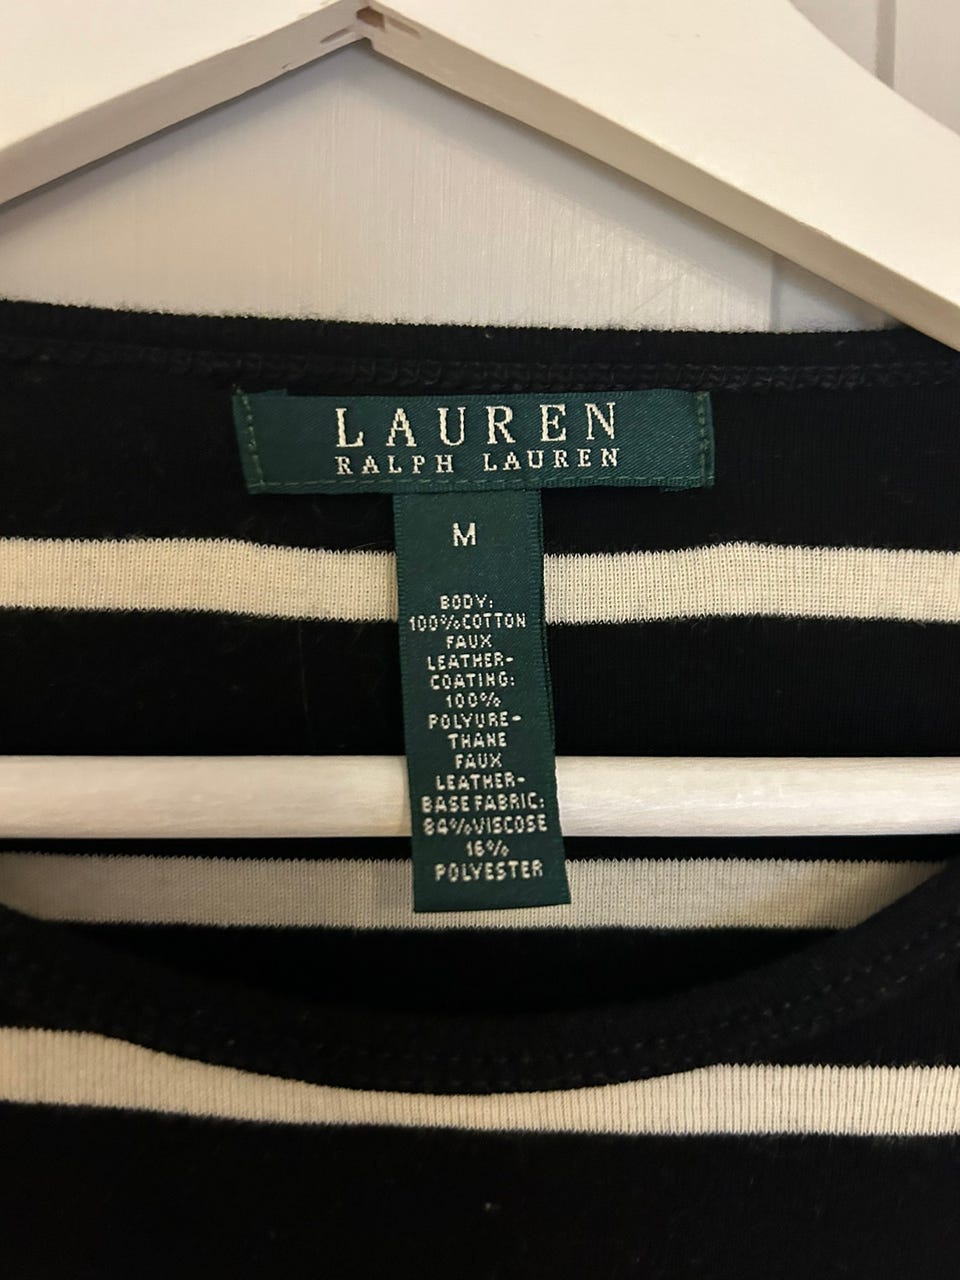 LAUREN
RALPH LAUREN
M
BODY:
100%COTTON
FAUX
LEATHER-
COATING:
100%
POLYURE-
THANE
FAUX
LEATHER-
BASE FABRIC:
84%VISCOSE
16%
POLYESTER